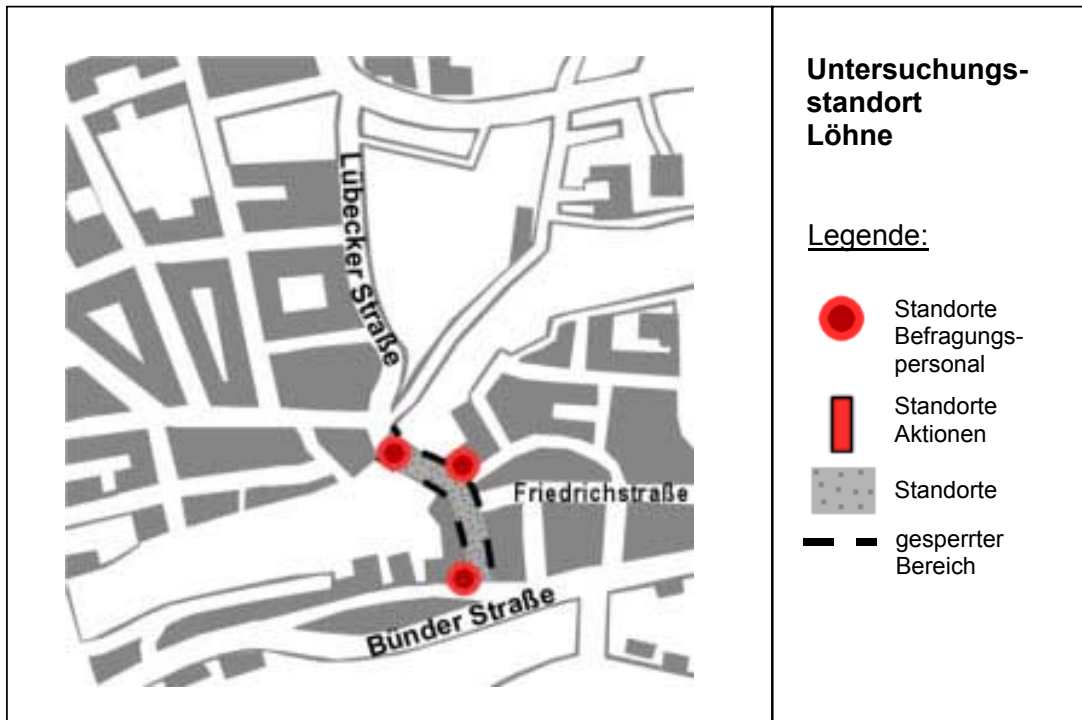 Lübecker Straße
Friedrichstraße
Bünder Straße
Untersuchungs-
standort
Löhne
Legende:
Standorte
Befragungs-
personal
Standorte
Aktionen
Standorte
gesperrter
Bereich